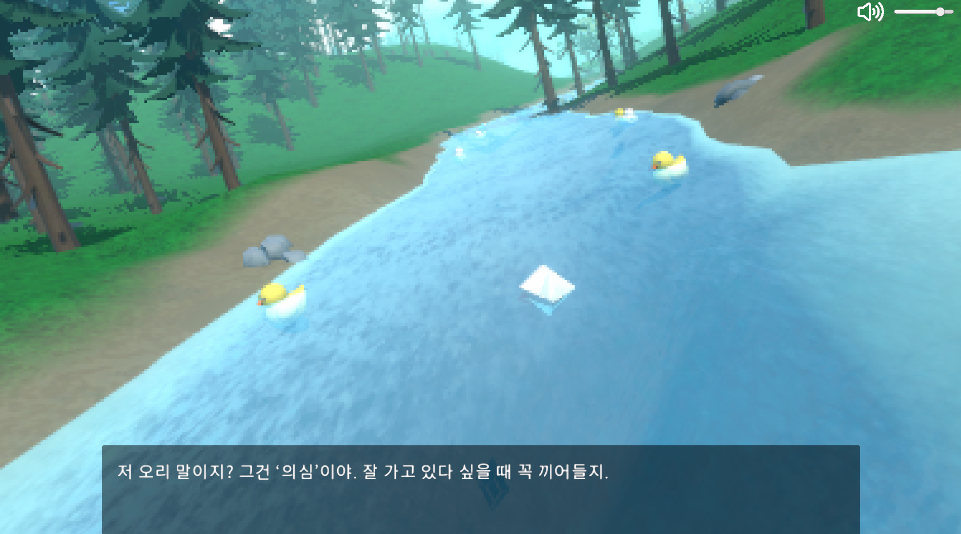 저 오리 말이지? 그건 ‘의심’이야. 잘 가고 있다 싶을 때 꼭 끼어들지.